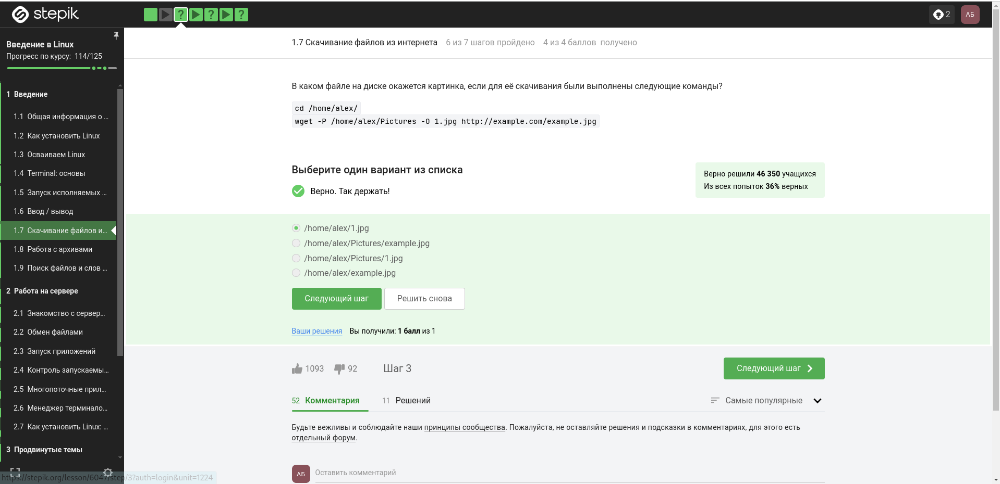 stepik
? ? ?
2
АБ
Введение в Linux
Прогресс по курсу: 114/125
1 Введение
1.1 Общая информация о ...
1.2 Как установить Linux
1.3 Осваиваем Linux
1.4 Terminal: основы
1.5 Запуск исполняемых ...
1.6 Ввод / вывод
1.7 Скачивание файлов и...
1.8 Работа с архивами
1.9 Поиск файлов и слов ...
2 Работа на сервере
2.1 Знакомство с сервер...
2.2 Обмен файлами
2.3 Запуск приложений
2.4 Контроль запускаемы...
2.5 Многопоточные прил...
2.6 Менеджер терминало...
2.7 Как установить Linux: ...
3 Продвинутые темы
https://stepik.org/lesson/6047/step/3?auth=login&unit=1224
1.7 Скачивание файлов из интернета 6 из 7 шагов пройдено 4 из 4 баллов получено
В каком файле на диске окажется картинка, если для её скачивания были выполнены следующие команды?
cd /home/alex/
wget -P /home/alex/Pictures -O 1.jpg http://example.com/example.jpg
Выберите один вариант из списка
Верно. Так держать!
Верно решили 46 350 учащихся
Из всех попыток 36% верных
/home/alex/1.jpg
/home/alex/Pictures/example.jpg
/home/alex/Pictures/1.jpg
/home/alex/example.jpg
Следующий шаг Решить снова
Ваши решения Вы получили: 1 балл из 1
1093 92 Шаг 3 Следующий шаг
52 Комментария 11 Решений Самые популярные
Будьте вежливы и соблюдайте наши принципы сообщества. Пожалуйста, не оставляйте решения и подсказки в комментариях, для этого есть
отдельный форум.
АБ Оставить комментарий